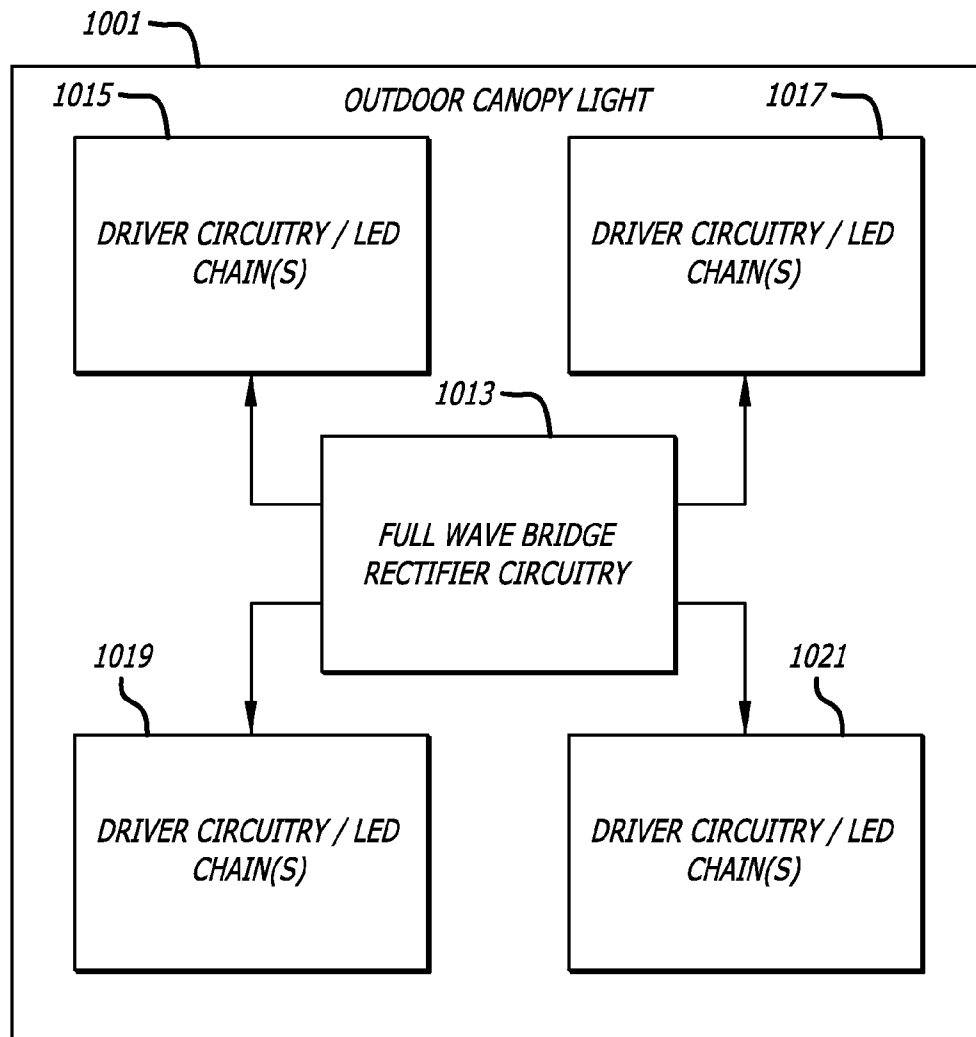 1001
1015
OUTDOOR CANOPY LIGHT
1017
DRIVER CIRCUITRY / LED
CHAIN(S)
DRIVER CIRCUITRY / LED
CHAIN(S)
1013
FULL WAVE BRIDGE
RECTIFIER CIRCUITRY
1019
1021
DRIVER CIRCUITRY / LED
CHAIN(S)
DRIVER CIRCUITRY / LED
CHAIN(S)